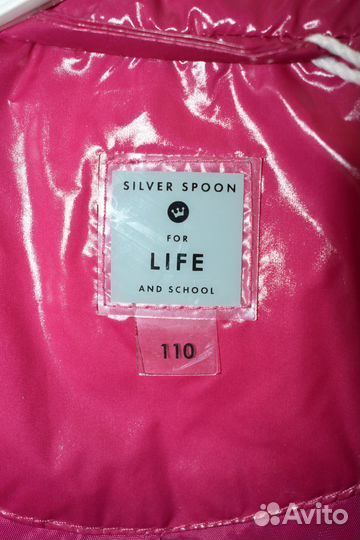 SILVER SPOON
FOR
LIFE
AND SCHOOL
110
Avito